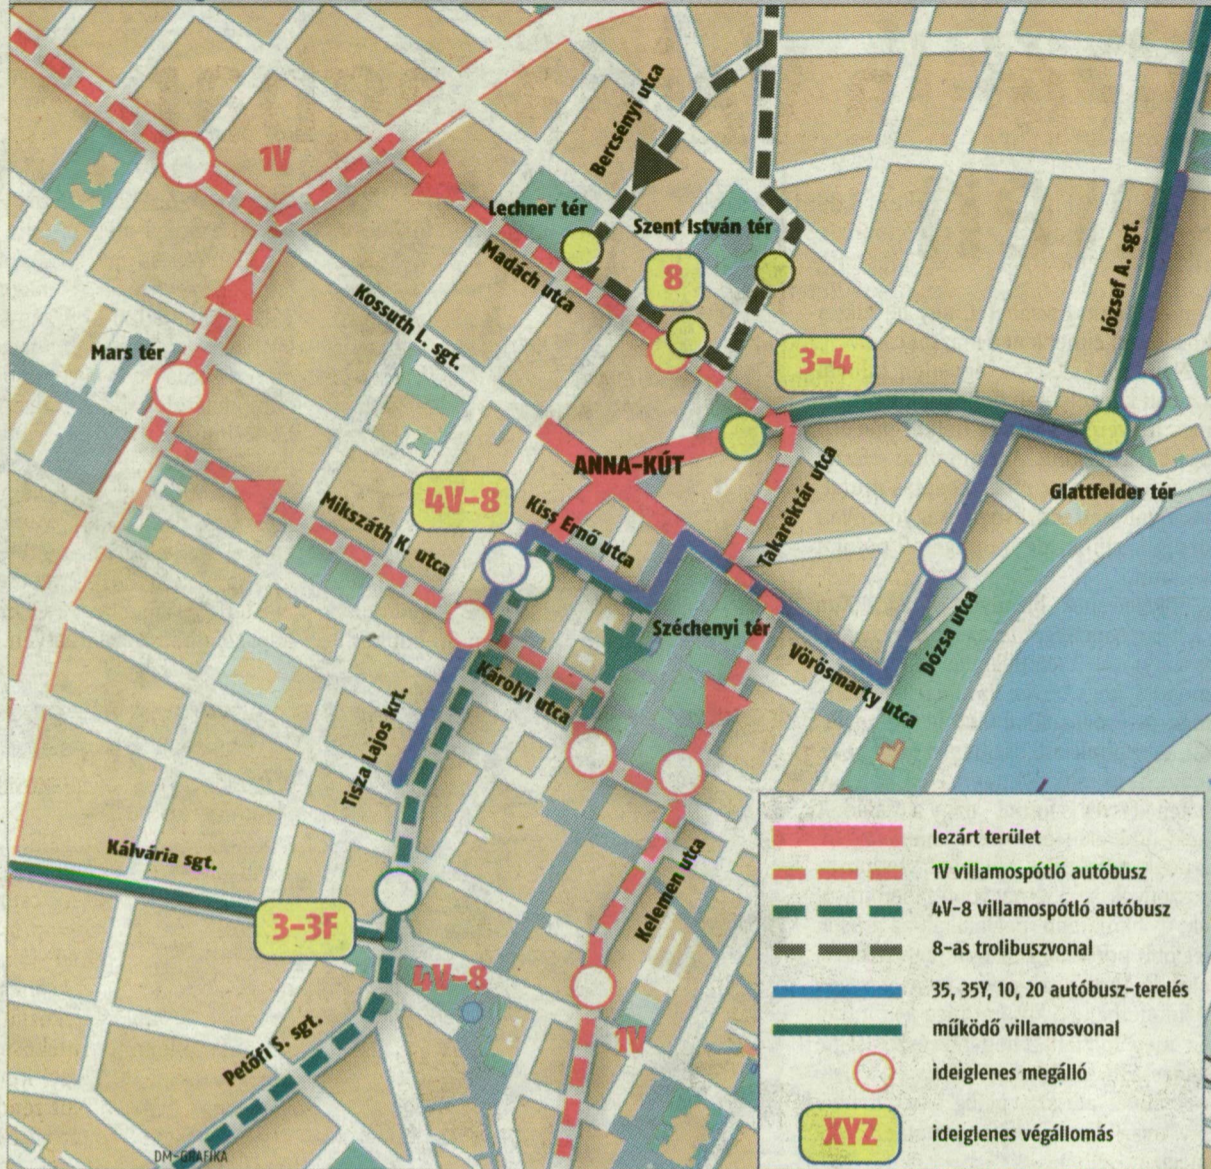 1V
Bercsényi utca
Lechner tér
Szent István tér
József A. sgt.
Madách utca
8
Kossuth L. sgt.
Mars tér
3-4
ANNA-KÚT
Takaréktár utca
Glattfelder tér
4V-8
Kiss Ernő utca
Mikszáth K. utca
Széchenyi tér
Dózsa utca
Vörösmarty utca
Károlyi utca
Tisza Lajos krt.
Kálvária sgt.
Kelemen utca
3-3F
4V-8
1V
Petőfi S. sgt.
lezárt terület
1V villamospótló autóbusz
4V-8 villamospótló autóbusz
8-as trolibuszvonal
35, 35Y, 10, 20 autóbusz-terelés
működő villamosvonal
ideiglenes megálló
XYZ ideiglenes végállomás
DM-GRAFIKA